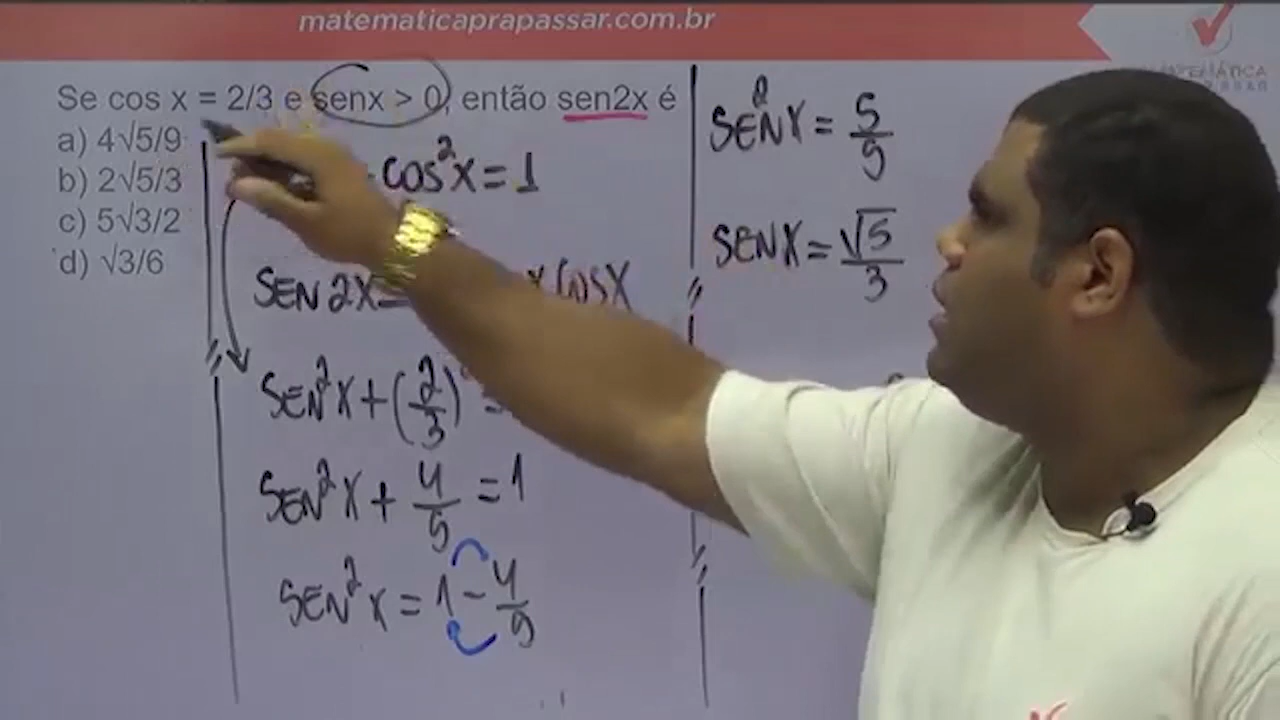 matematicaprapassar.com.br
Se cos x = 2/3 e senx > 0, então sen2x é
a) 4√5/9
b) 2√5/3
c) 5√3/2
d) √3/6
cos²x = 1
SEN 2X = X COSX
SEN²X + (2/3)² =
SEN²X + 4/9 = 1
SEN²X = 1 - 4/9
SEN²X = 5/9
SENX = √5/3